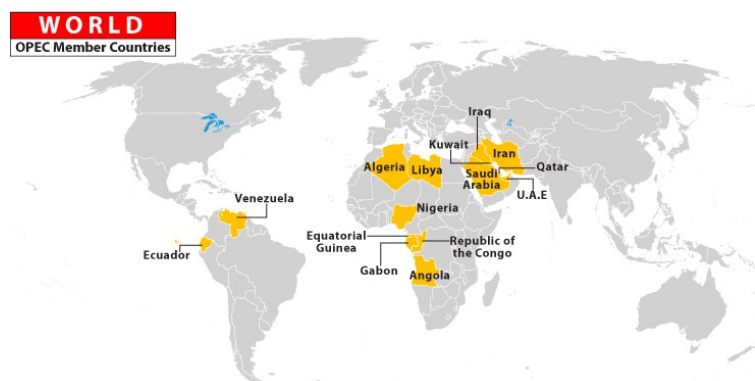 WORLD
OPEC Member Countries
Iraq
Kuwait
Iran
Algeria
Libya
Saudi
Arabia
Qatar
U.A.E
Venezuela
Nigeria
Ecuador
Equatorial
Guinea
Republic of
the Congo
Gabon
Angola